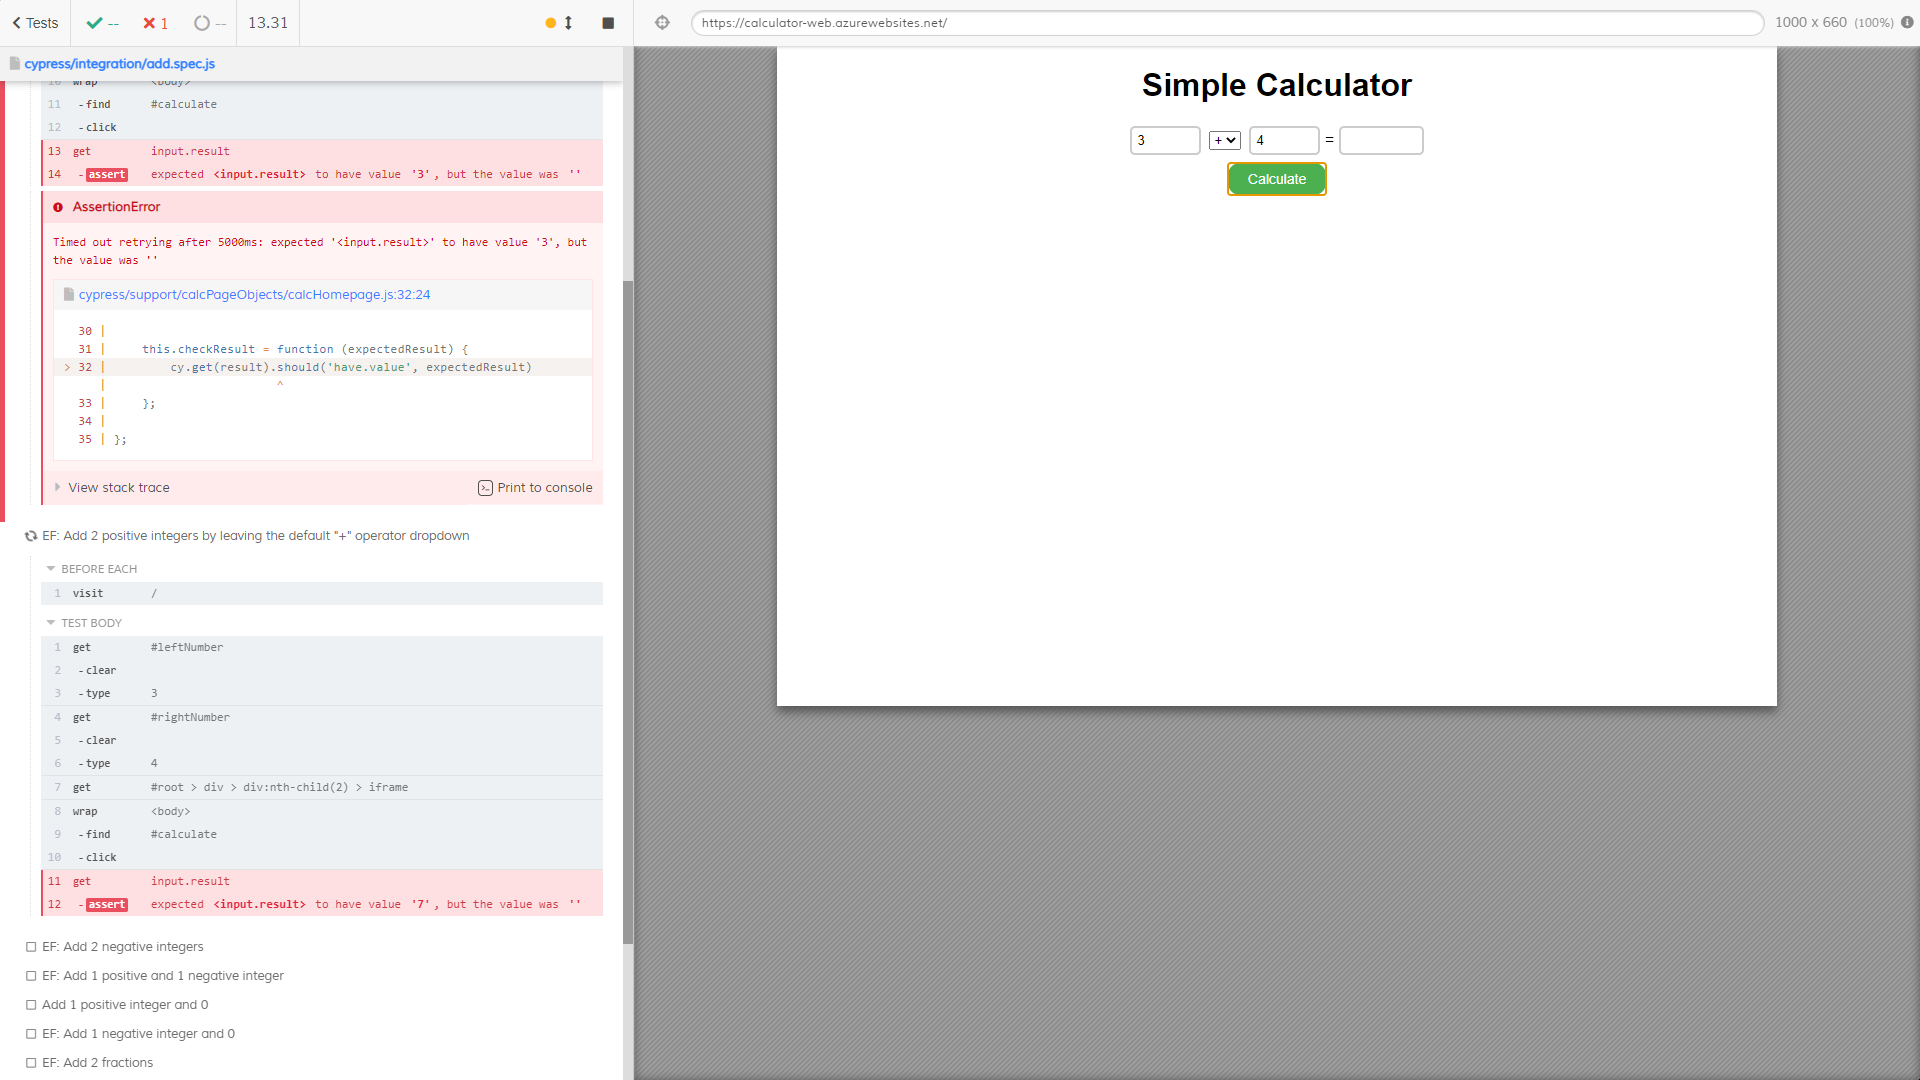 Tests
--
1
--
13.31
https://calculator-web.azurewebsites.net/
1000 x 660 (100%)
cypress/integration/add.spec.js
10 wrap <body>
11 -find #calculate
12 -click
13 get input.result
14 -assert expected <input.result> to have value '3', but the value was ''
AssertionError
Timed out retrying after 5000ms: expected '<input.result>' to have value '3', but
the value was ''
cypress/support/calcPageObjects/calcHomepage.js:32:24
30 |
31 | this.checkResult = function (expectedResult) {
> 32 | cy.get(result).should('have.value', expectedResult)
| ^
33 | };
34 |
35 | };
View stack trace
Print to console
EF: Add 2 positive integers by leaving the default "+" operator dropdown
BEFORE EACH
1 visit /
TEST BODY
1 get #leftNumber
2 -clear
3 -type 3
4 get #rightNumber
5 -clear
6 -type 4
7 get #root > div > div:nth-child(2) > iframe
8 wrap <body>
9 -find #calculate
10 -click
11 get input.result
12 -assert expected <input.result> to have value '7', but the value was ''
EF: Add 2 negative integers
EF: Add 1 positive and 1 negative integer
Add 1 positive integer and 0
EF: Add 1 negative integer and 0
EF: Add 2 fractions
Simple Calculator
3 + 4 =
Calculate